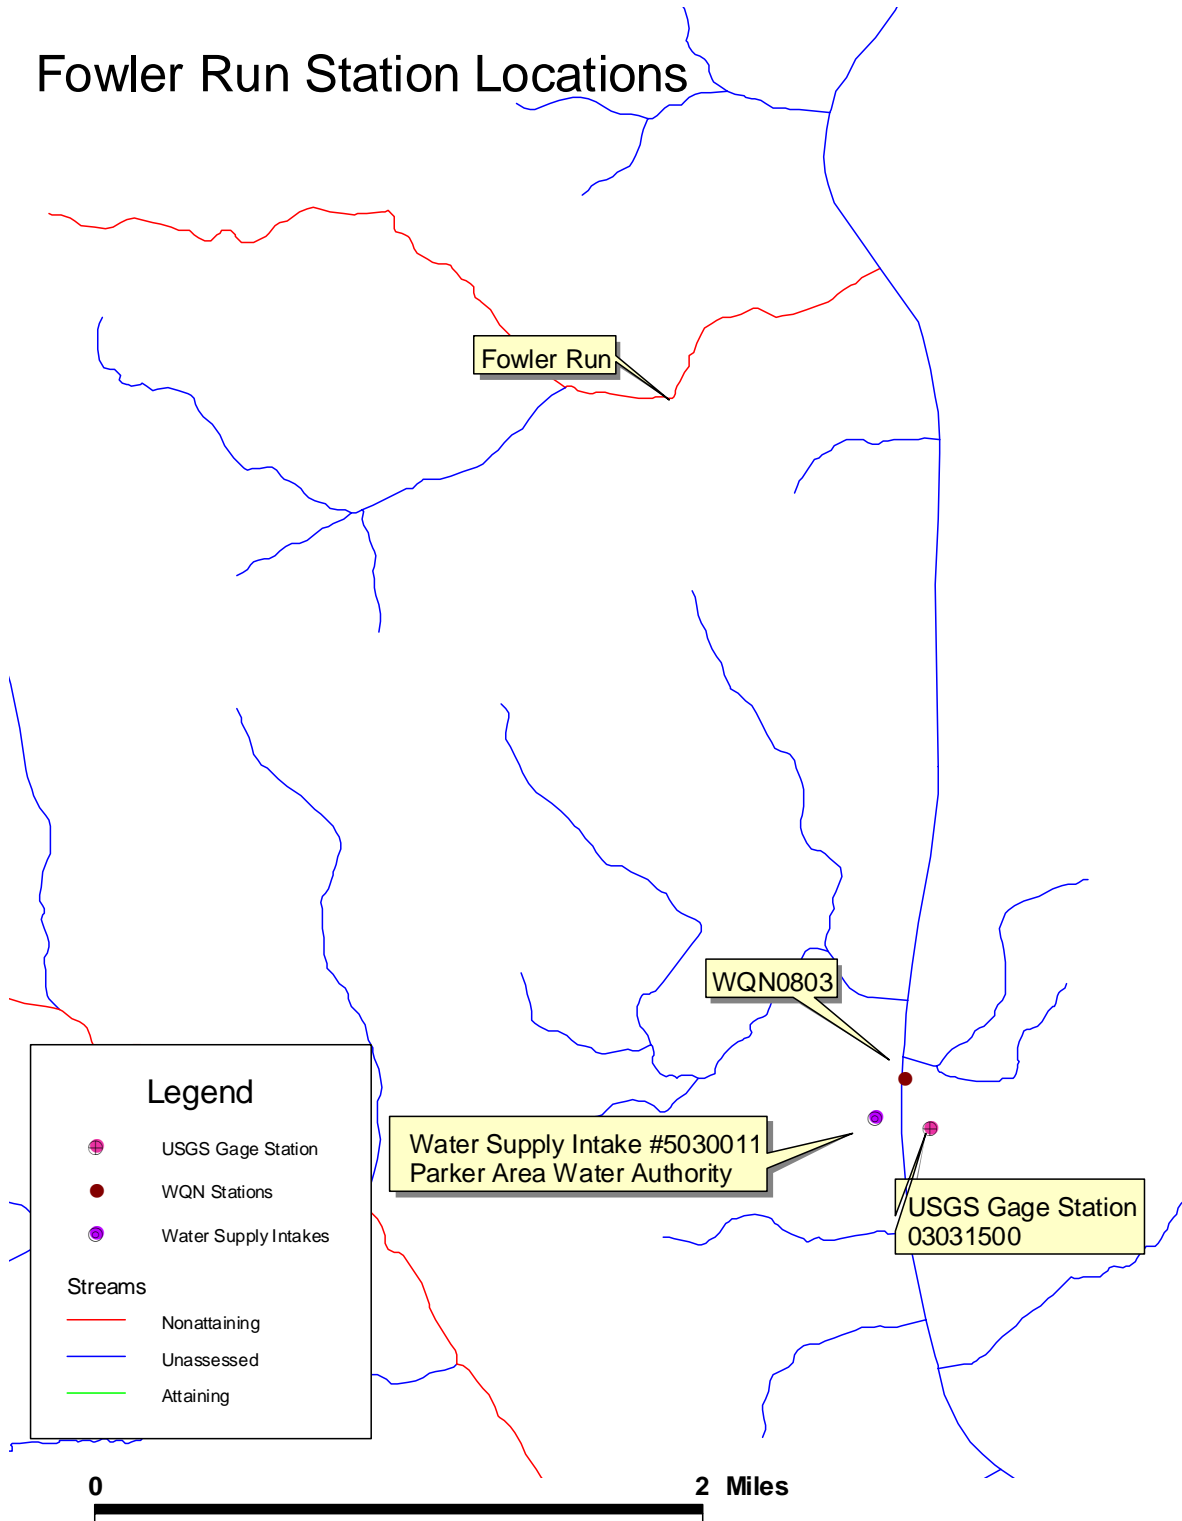 Fowler Run Station Locations
Fowler Run
WQN0803
Water Supply Intake #5030011
Parker Area Water Authority
USGS Gage Station
03031500
Legend
USGS Gage Station
WQN Stations
Water Supply Intakes
Streams
Nonattaining
Unassessed
Attaining
0 2 Miles